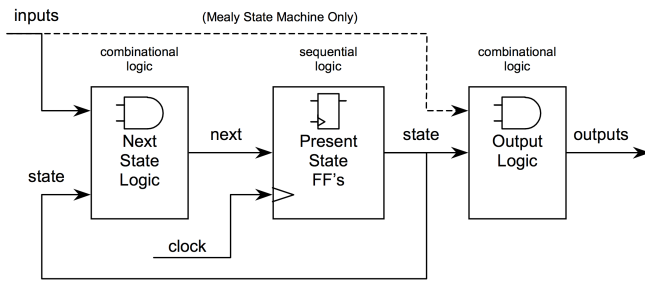 inputs
(Mealy State Machine Only)
combinational
logic
sequential
logic
combinational
logic
Next
State
Logic
next
Present
State
FF's
state
Output
Logic
outputs
state
clock